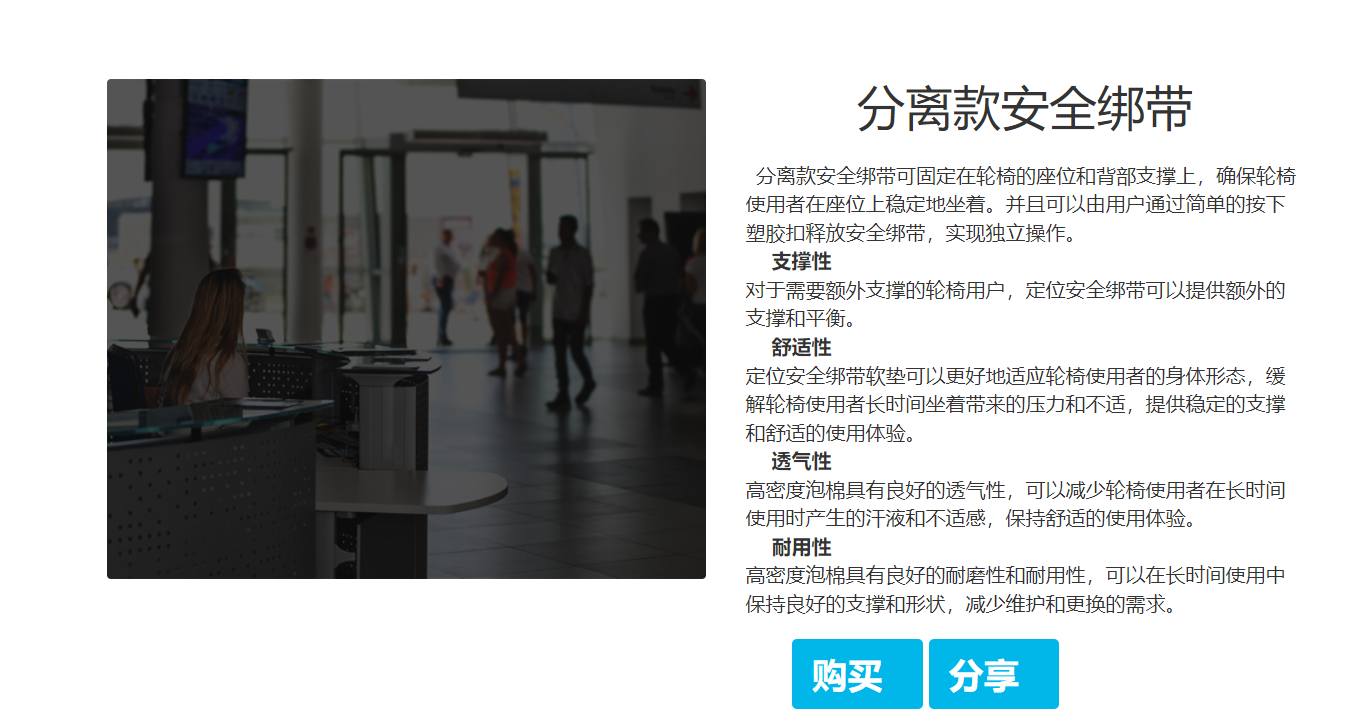 分离款安全绑带
分离款安全绑带可固定在轮椅的座位和背部支撑上，确保轮椅
使用者在座位上稳定地坐着。并且可以由用户通过简单的按下
塑胶扣释放安全绑带，实现独立操作。
支撑性
对于需要额外支撑的轮椅用户，定位安全绑带可以提供额外的
支撑和平衡。
舒适性
定位安全绑带软垫可以更好地适应轮椅使用者的身体形态，缓
解轮椅使用者长时间坐着带来的压力和不适，提供稳定的支撑
和舒适的使用体验。
透气性
高密度泡棉具有良好的透气性，可以减少轮椅使用者在长时间
使用时产生的汗液和不适感，保持舒适的使用体验。
耐用性
高密度泡棉具有良好的耐磨性和耐用性，可以在长时间使用中
保持良好的支撑和形状，减少维护和更换的需求。
购买 分享